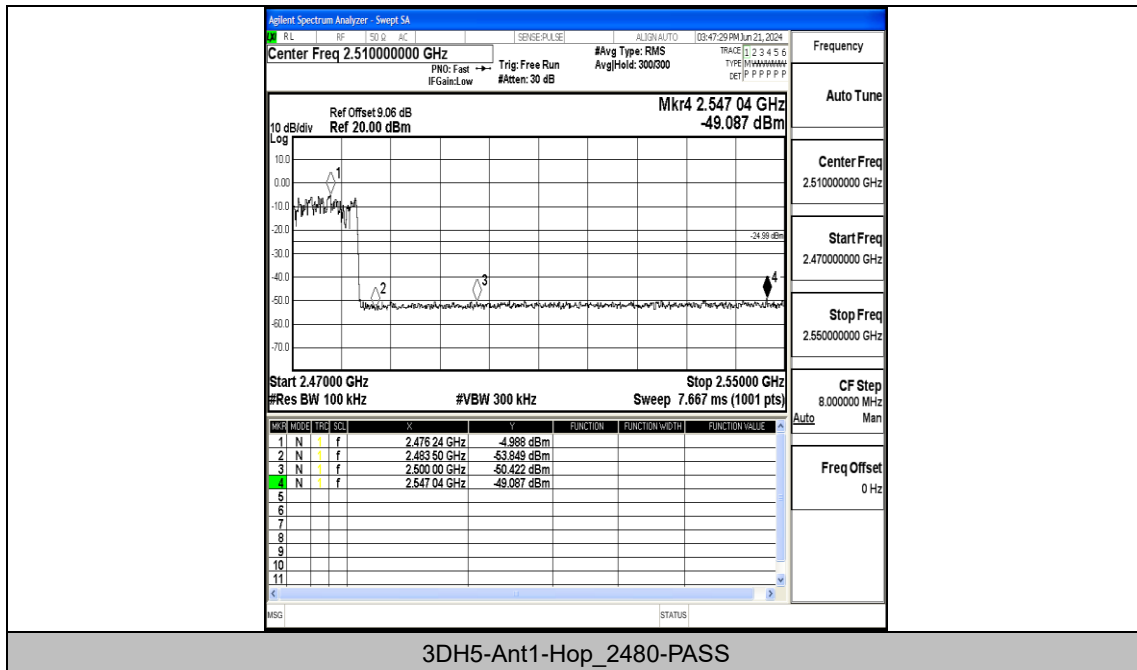 Agilent Spectrum Analyzer - Swept SA
RL RF 50 Ω AC SENSE:PULSE ALIGN AUTO 03:47:29 PM Jun 21, 2024
Center Freq 2.510000000 GHz
PNO: Fast
IFGain:Low
Trig: Free Run
#Atten: 30 dB
#Avg Type: RMS
Avg|Hold: 300/300
TRACE 1 2 3 4 5 6
TYPE M
DET P P P P P P
Ref Offset 9.06 dB
Ref 20.00 dBm
10 dB/div
Log
Mkr4 2.547 04 GHz
-49.087 dBm
10.0
0.00
-10.0
-20.0
-30.0
-40.0
-50.0
-60.0
-70.0
1
2
3
4
-24.99 dBm
Start 2.47000 GHz Stop 2.55000 GHz
#Res BW 100 kHz #VBW 300 kHz Sweep 7.667 ms (1001 pts)
MKR MODE TRC SCL X Y FUNCTION FUNCTION WIDTH FUNCTION VALUE
1 N 1 f 2.476 24 GHz -4.988 dBm
2 N 1 f 2.483 50 GHz -53.849 dBm
3 N 1 f 2.500 00 GHz -50.422 dBm
4 N 1 f 2.547 04 GHz -49.087 dBm
5
6
7
8
9
10
11
MSG STATUS
Frequency
Auto Tune
Center Freq
2.510000000 GHz
Start Freq
2.470000000 GHz
Stop Freq
2.550000000 GHz
CF Step
8.000000 MHz
Auto Man
Freq Offset
0 Hz
3DH5-Ant1-Hop_2480-PASS